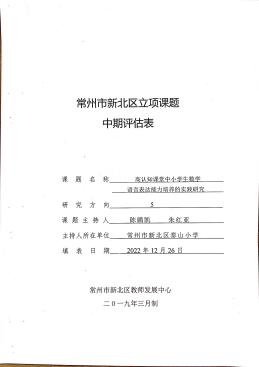 常州市新北区立项课题
中期评估表
课 题 名 称 高认知课堂中小学生数学
语言表达能力培养的实践研究
研 究 方 向 5
课 题 主 持 人 陈鹏凯 朱红亚
主持人所在单位 常州市新北区泰山小学
填 表 日 期 2022 年 12 月 26 日
常州市新北区教师发展中心
二〇一九年三月制